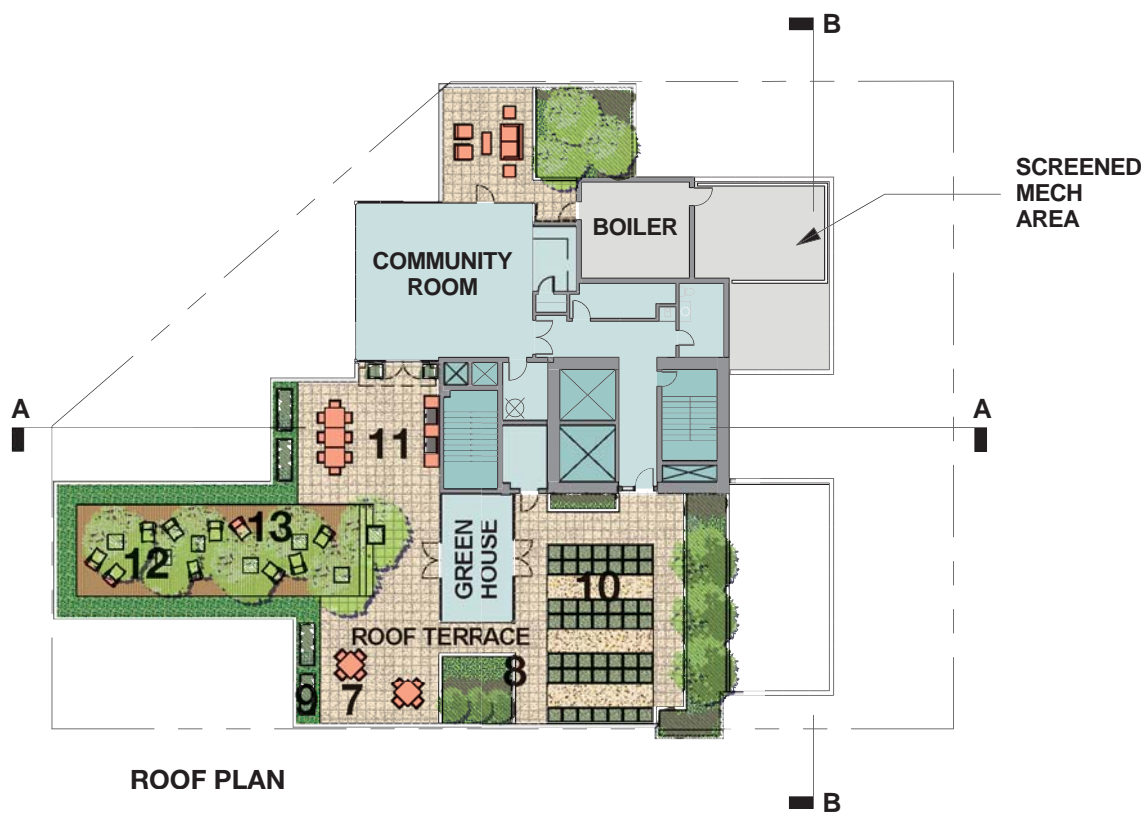 B
SCREENED
MECH
AREA
BOILER
COMMUNITY
ROOM
A
A
11
13
12
GREEN
HOUSE
10
ROOF TERRACE
8
9
7
ROOF PLAN
B